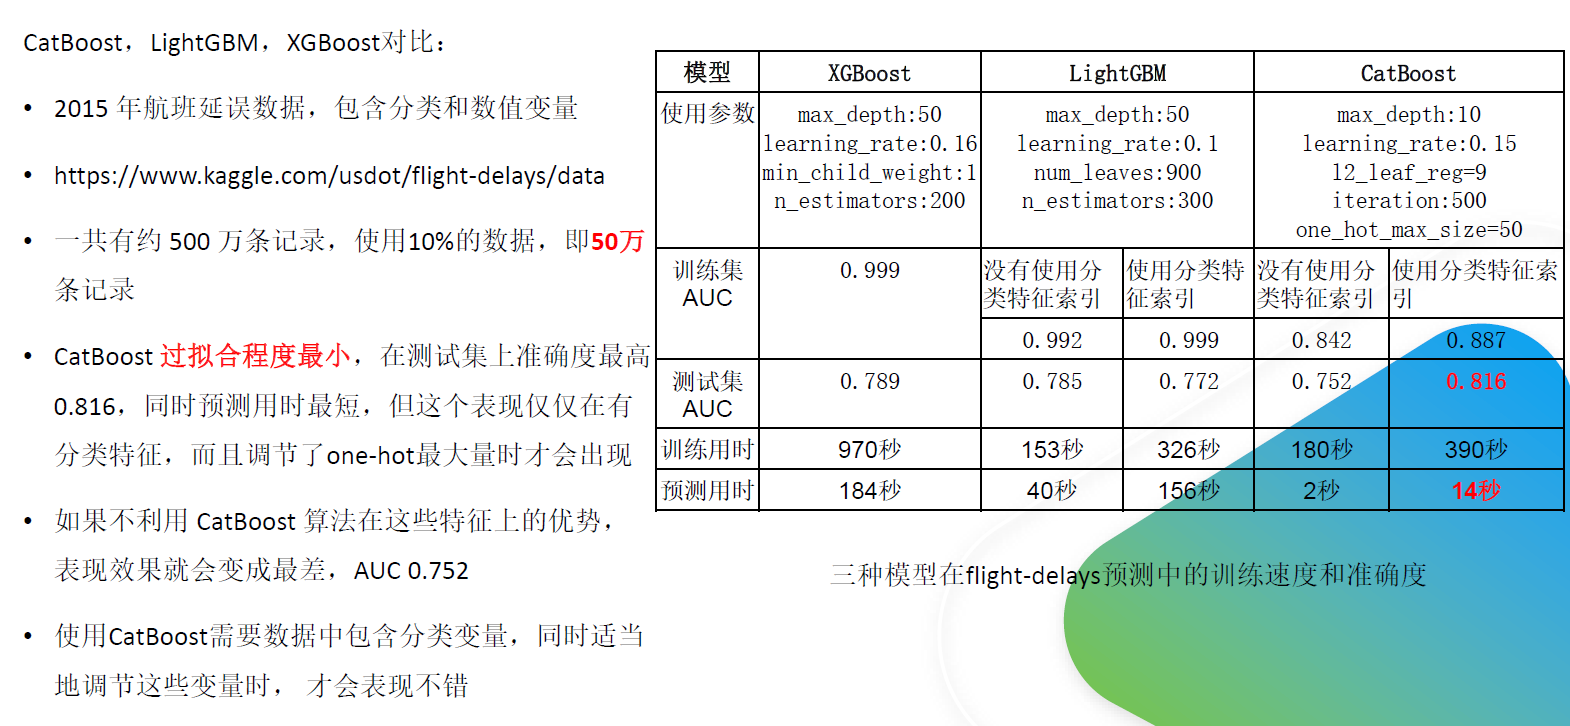 CatBoost，LightGBM，XGBoost对比：
• 2015 年航班延误数据，包含分类和数值变量
• https://www.kaggle.com/usdot/flight-delays/data
• 一共有约 500 万条记录，使用10%的数据，即50万
条记录
• CatBoost 过拟合程度最小，在测试集上准确度最高
0.816，同时预测用时最短，但这个表现仅仅在有
分类特征，而且调节了one-hot最大量时才会出现
• 如果不利用 CatBoost 算法在这些特征上的优势，
表现效果就会变成最差，AUC 0.752
• 使用CatBoost需要数据中包含分类变量，同时适当
地调节这些变量时， 才会表现不错
模型 XGBoost LightGBM CatBoost
使用参数
max_depth:50
learning_rate:0.16
min_child_weight:1
n_estimators:200
max_depth:50
learning_rate:0.1
num_leaves:900
n_estimators:300
max_depth:10
learning_rate:0.15
l2_leaf_reg=9
iteration:500
one_hot_max_size=50
训练集
AUC
0.999
没有使用分
类特征索引
使用分类特
征索引
没有使用分
类特征索引
使用分类特征索
引
0.992 0.999 0.842 0.887
测试集
AUC
0.789 0.785 0.772 0.752 0.816
训练用时 970秒 153秒 326秒 180秒 390秒
预测用时 184秒 40秒 156秒 2秒 14秒
三种模型在flight-delays预测中的训练速度和准确度